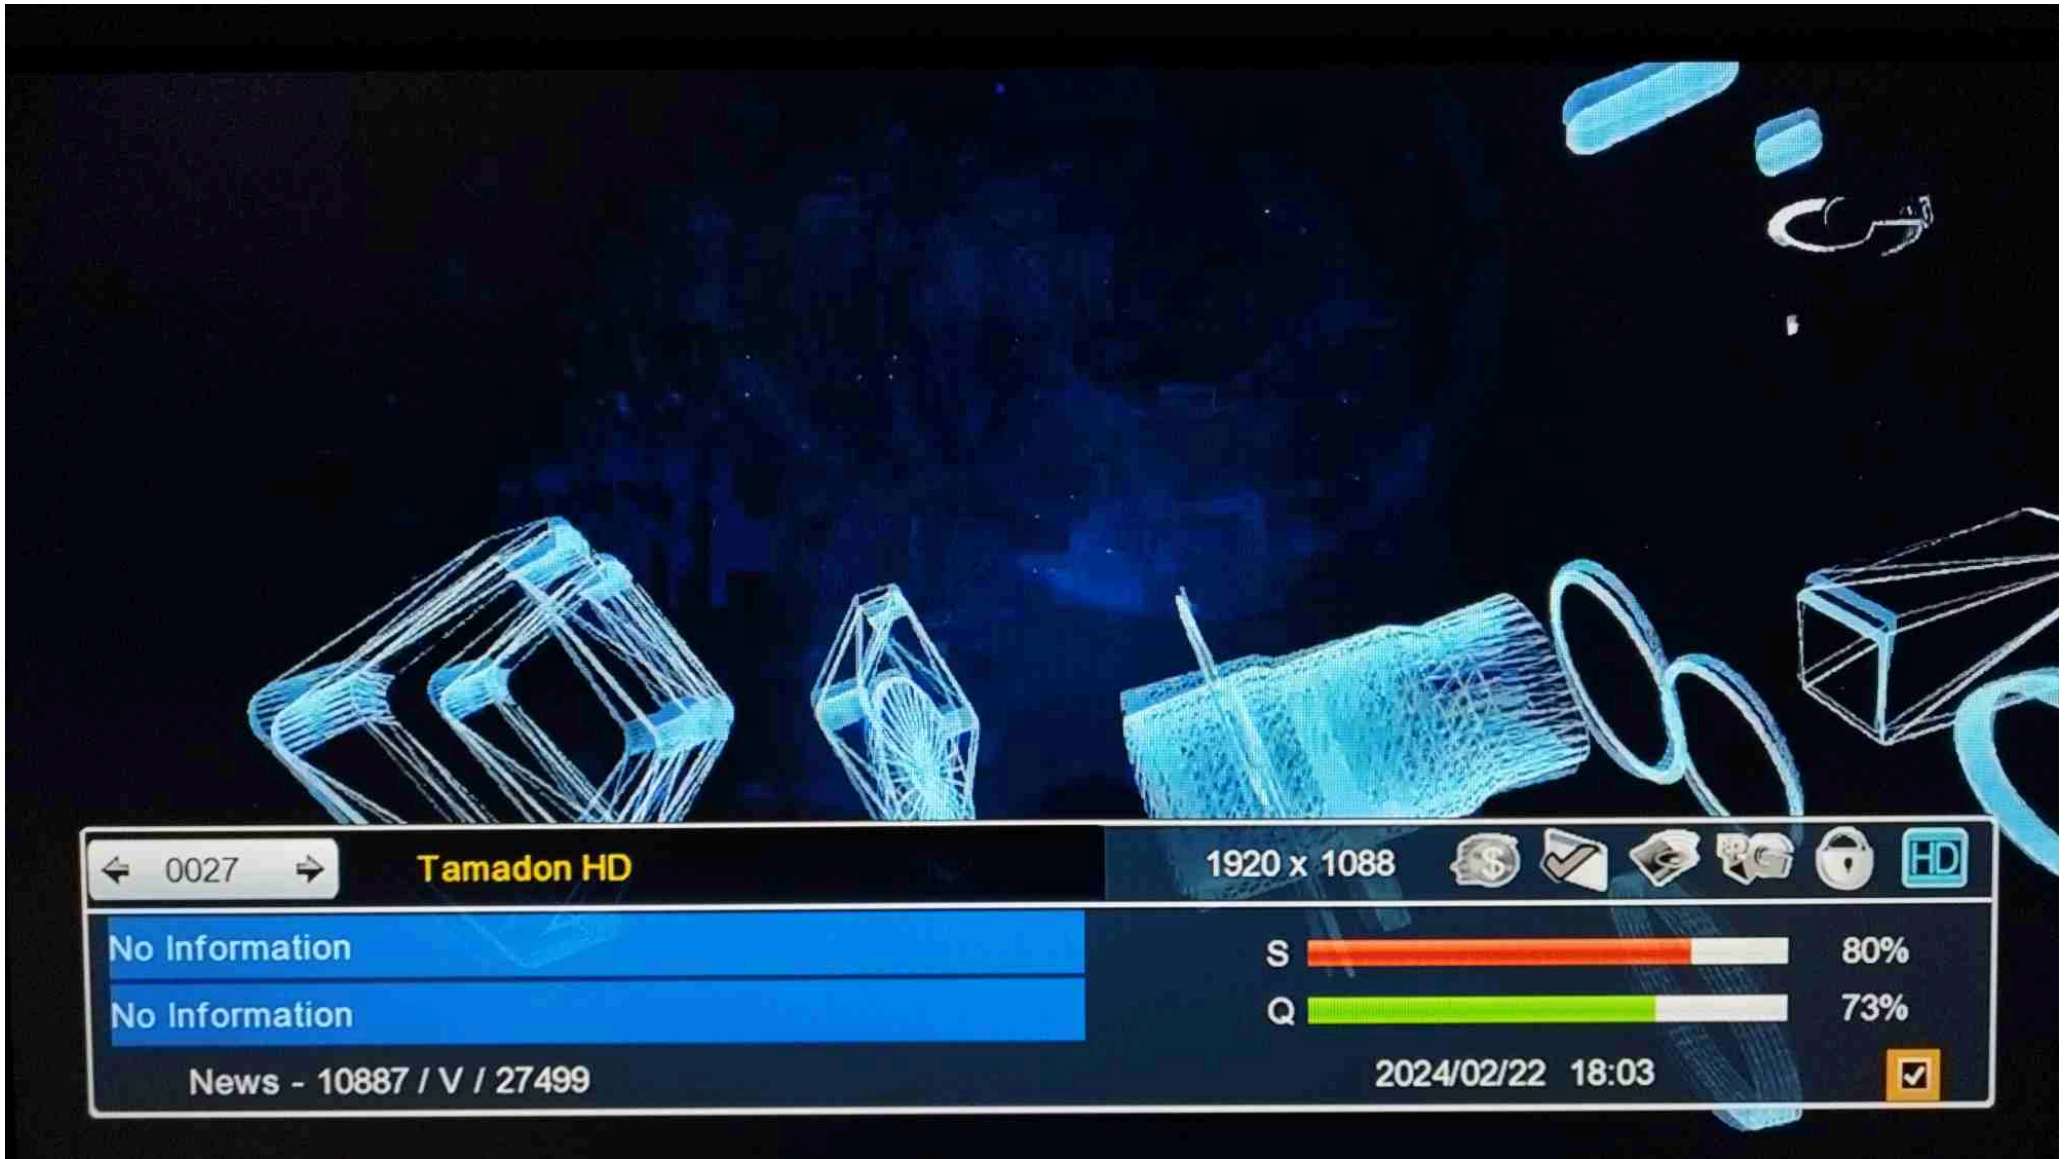 0027
Tamadon HD
1920 x 1088
HD
No Information
No Information
S 80%
Q 73%
News - 10887 / V / 27499
2024/02/22 18:03